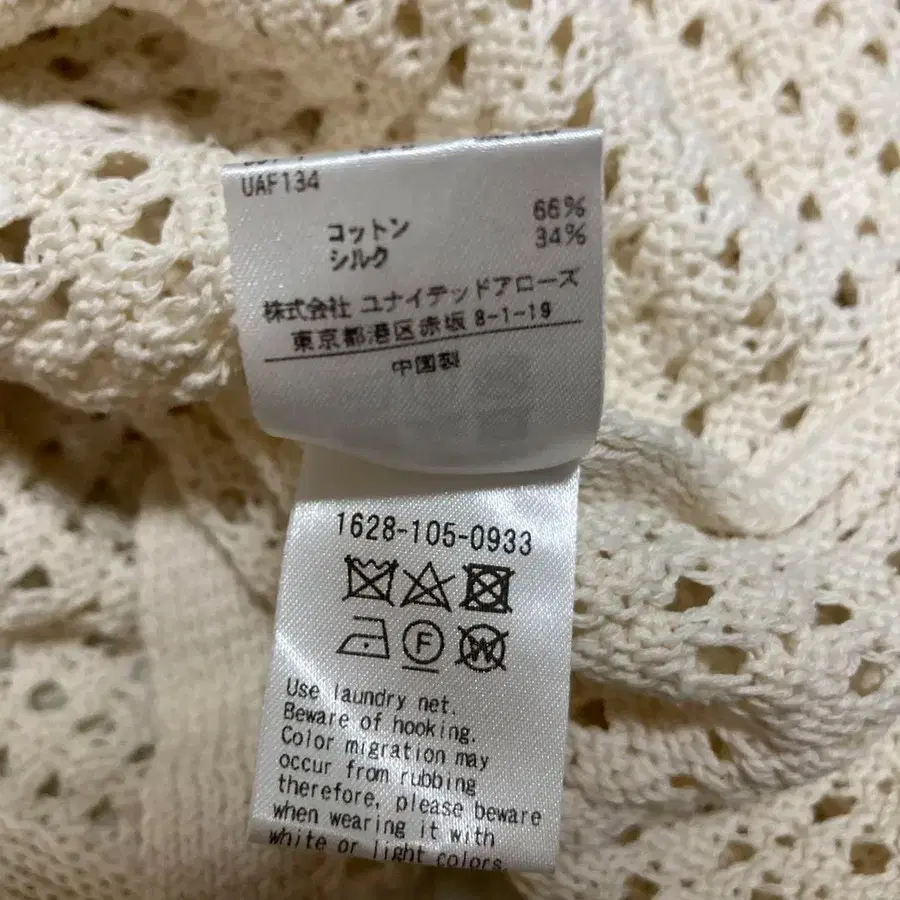 UAF134
コットン 66%
シルク 34%
株式会社 ユナイテッドアローズ
東京都港区赤坂 8-1-19
中国製
1628-105-0933
F W
Use laundry net.
Beware of hooking.
Color migration may
occur from rubbing
therefore, please beware
when wearing it with
white or light colors